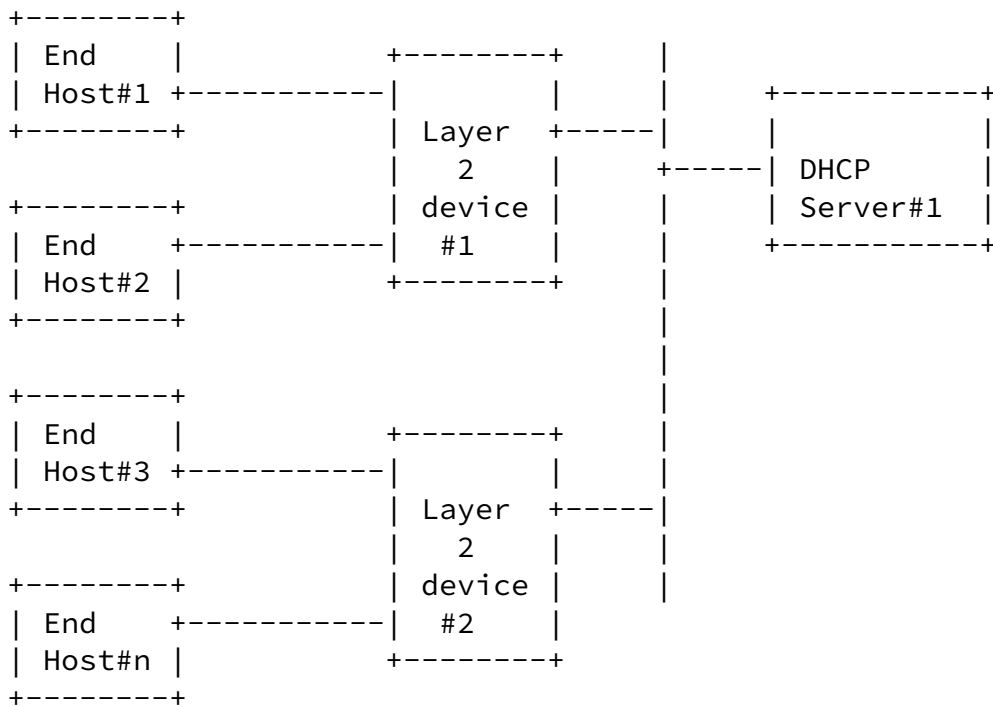 End
Host#1
Layer
2
device
#1
DHCP
Server#1
End
Host#2
End
Host#3
Layer
2
device
#2
End
Host#n